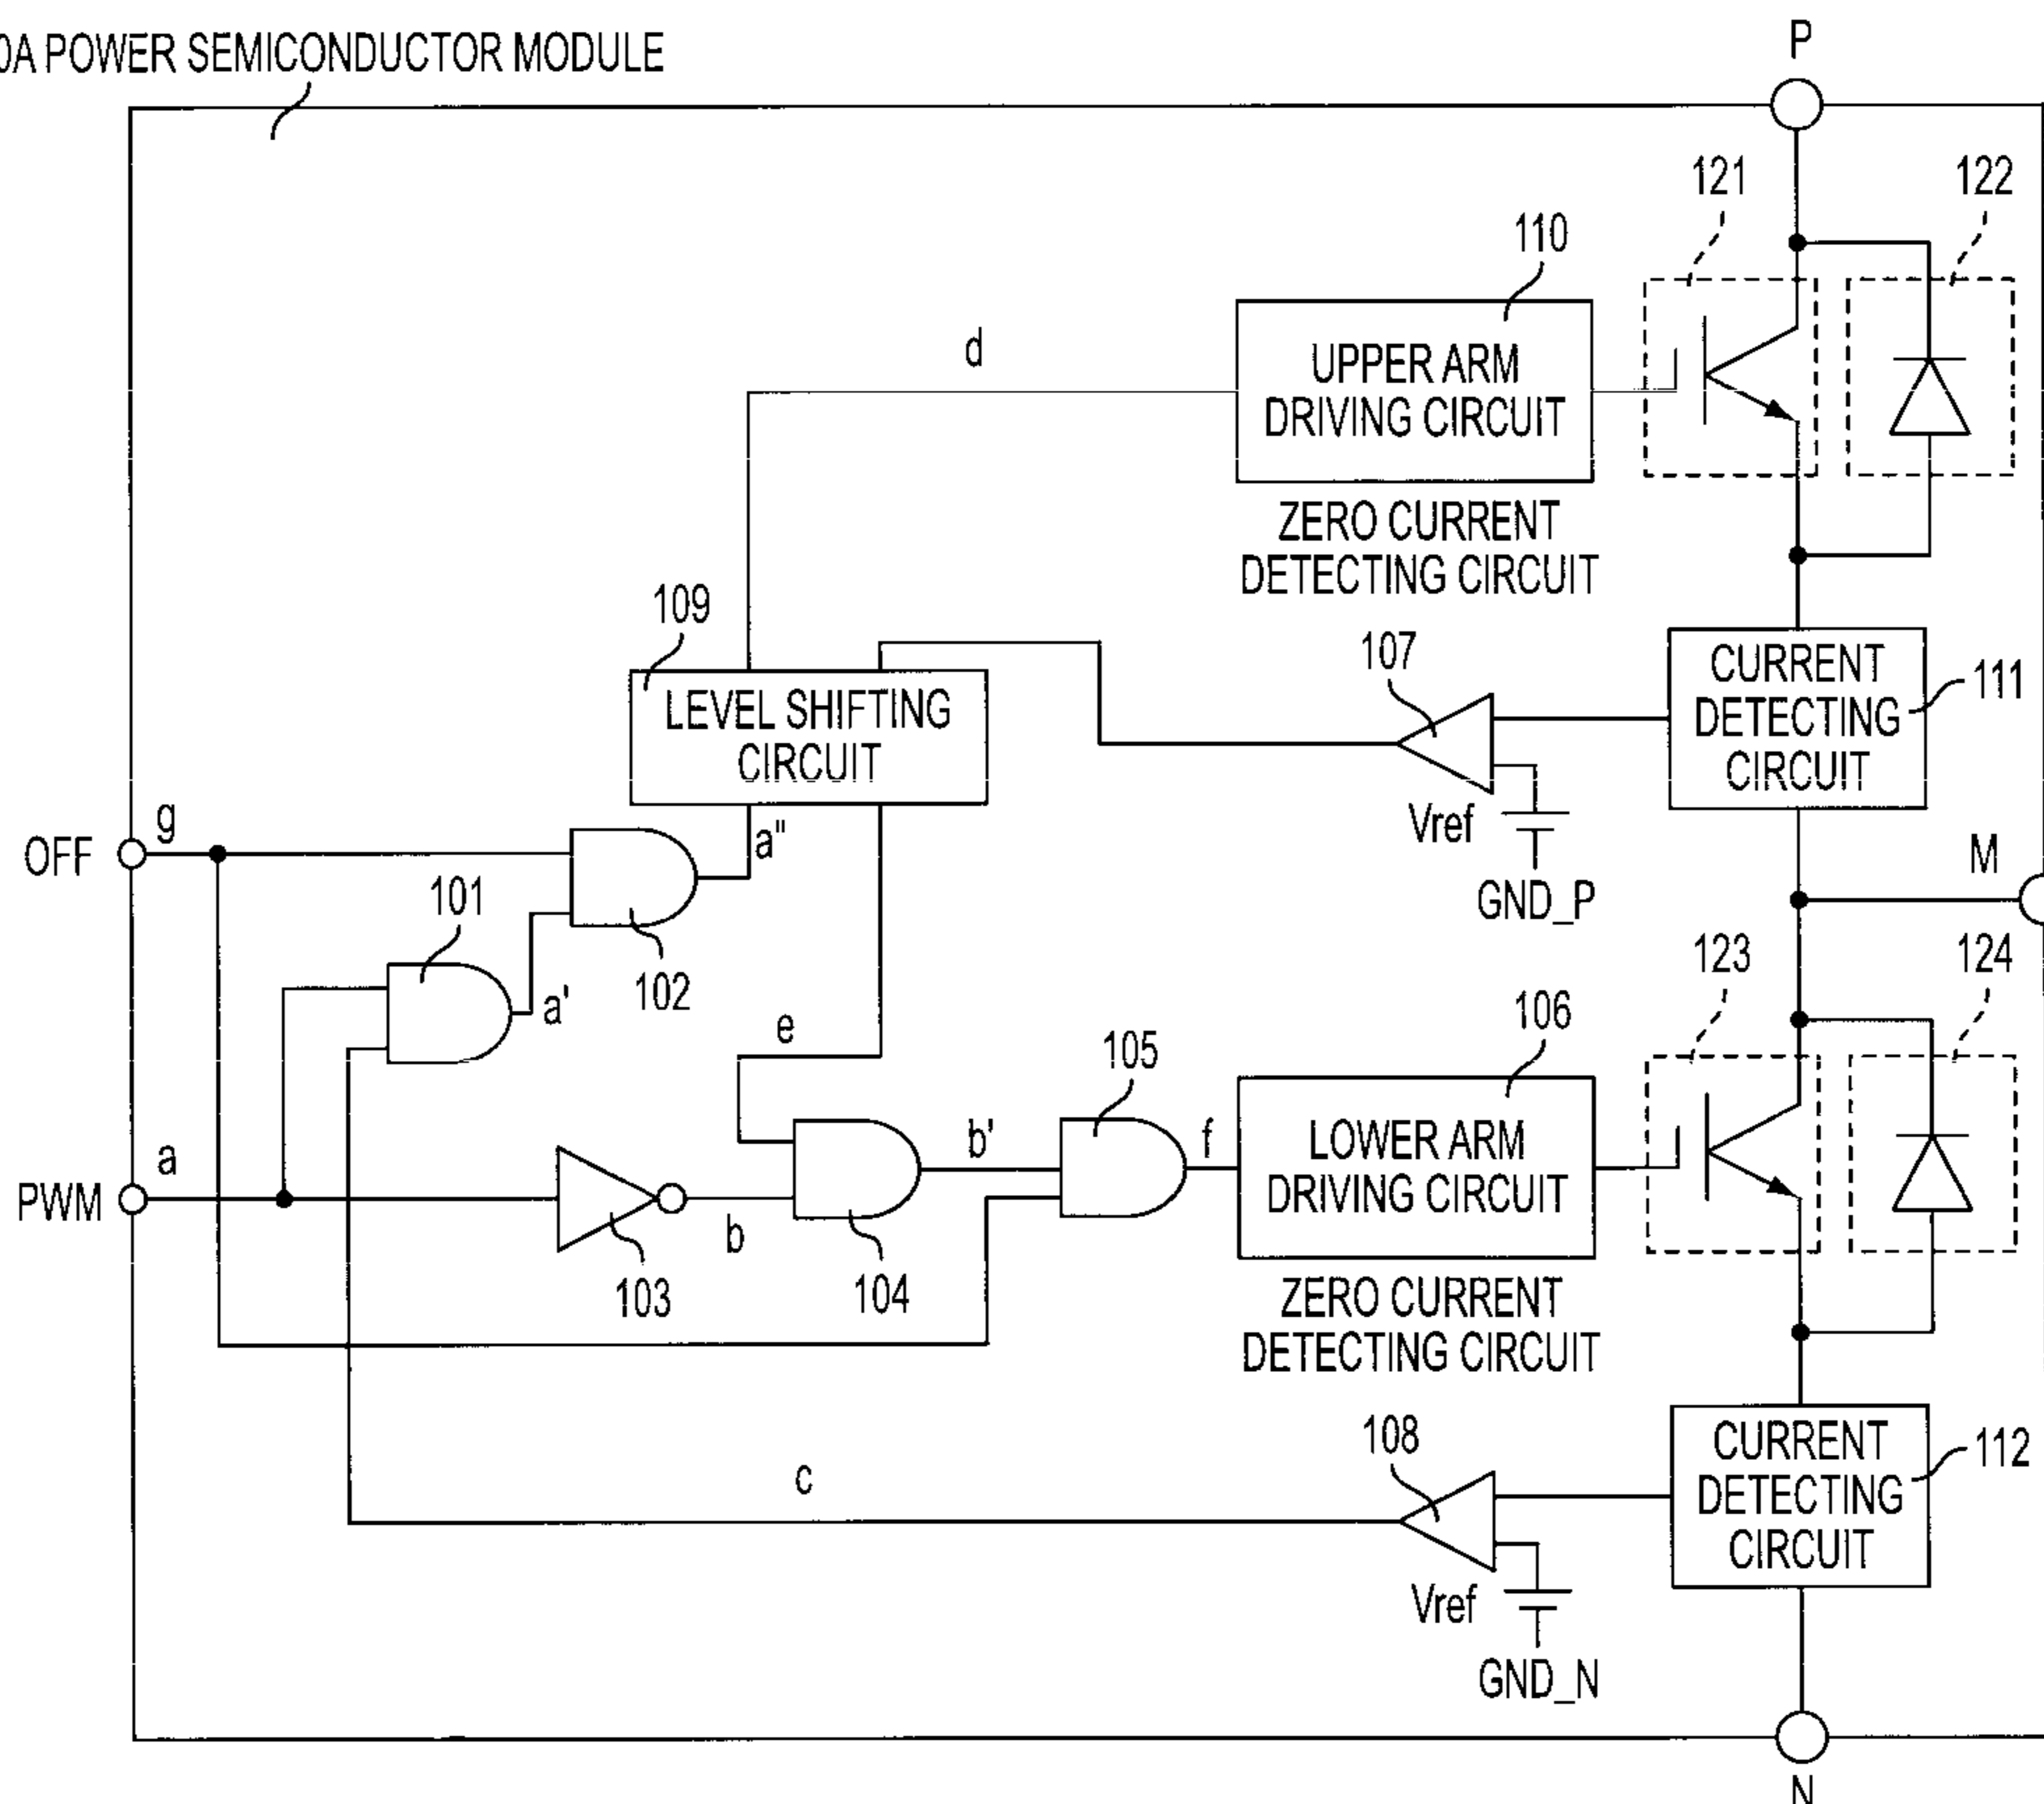 0A POWER SEMICONDUCTOR MODULE
P
121
122
110
d
UPPER ARM
DRIVING CIRCUIT
ZERO CURRENT
DETECTING CIRCUIT
109
107
CURRENT
DETECTING
CIRCUIT
111
LEVEL SHIFTING
CIRCUIT
g
OFF
a"
Vref
GND_P
M
101
102
a'
123
124
e
106
105
a
PWM
b'
f
LOWER ARM
DRIVING CIRCUIT
b
103
104
ZERO CURRENT
DETECTING CIRCUIT
108
c
CURRENT
DETECTING
CIRCUIT
112
Vref
GND_N
N